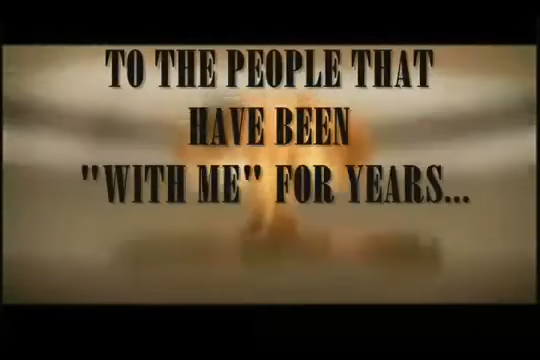 TO THE PEOPLE THAT
HAVE BEEN
"WITH ME" FOR YEARS...